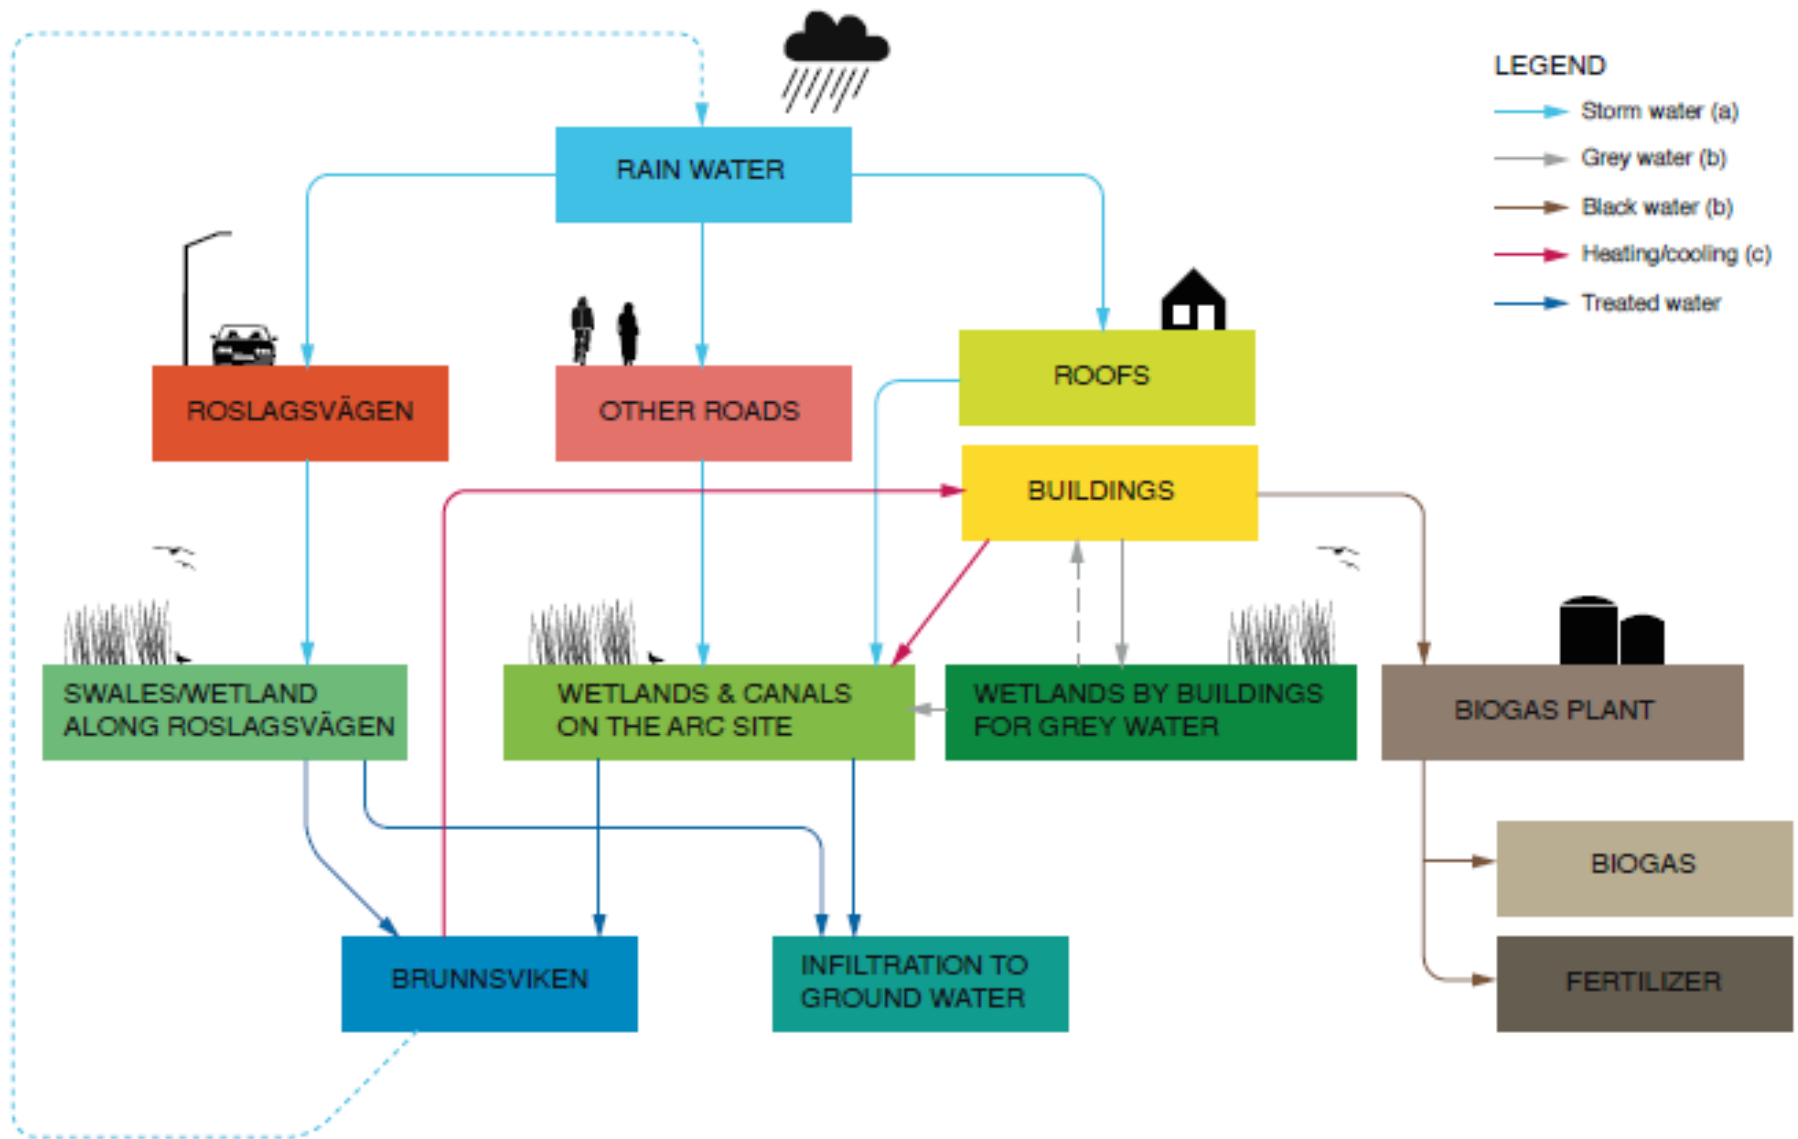 LEGEND
Storm water (a)
Grey water (b)
Black water (b)
Heating/cooling (c)
Treated water
RAIN WATER
ROSLAGSVÄGEN
OTHER ROADS
ROOFS
BUILDINGS
SWALES/WETLAND
ALONG ROSLAGSVÄGEN
WETLANDS & CANALS
ON THE ARC SITE
WETLANDS BY BUILDINGS
FOR GREY WATER
BIOGAS PLANT
BIOGAS
BRUNNSVIKEN
INFILTRATION TO
GROUND WATER
FERTILIZER